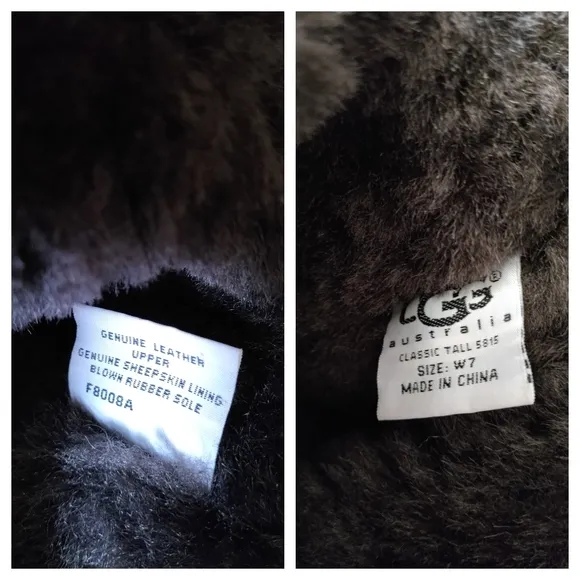 GENUINE LEATHER
UPPER
GENUINE SHEEPSKIN LINING
BLOWN RUBBER SOLE
F8008A
UGG®
australia
CLASSIC TALL 5815
SIZE: W7
MADE IN CHINA